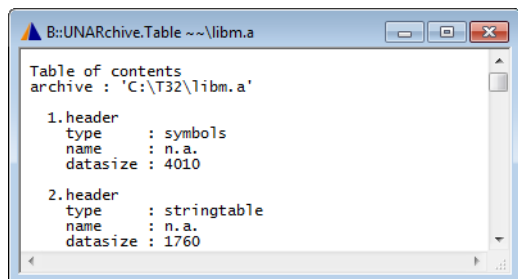 B::UNARchive.Table ~~\libm.a
Table of contents
archive : 'C:\T32\libm.a'
1.header
type : symbols
name : n.a.
datasize : 4010
2.header
type : stringtable
name : n.a.
datasize : 1760